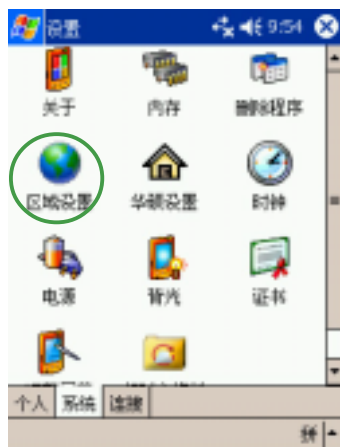 设置 9:54
关于 内存 删除程序
区域设置 华硕设置 时钟
电源 背光 证书
个人 系统 连接
拼